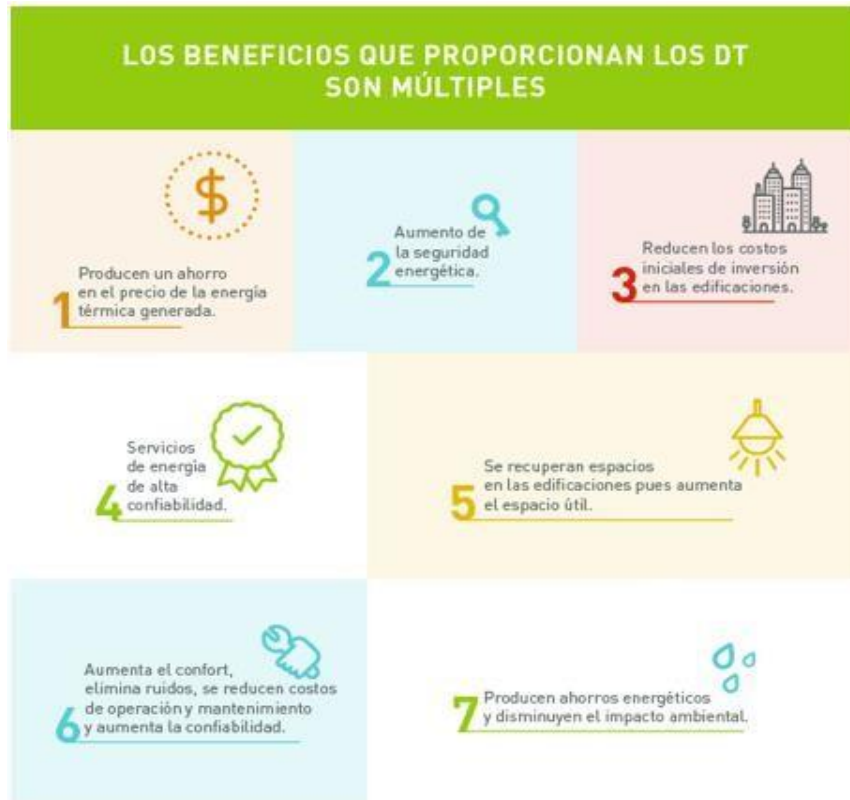 LOS BENEFICIOS QUE PROPORCIONAN LOS DT
SON MÚLTIPLES
$
1
Producen un ahorro
en el precio de la energía
térmica generada.
2
Aumento de
la seguridad
energética.
3
Reducen los costos
iniciales de inversión
en las edificaciones.
4
Servicios
de energía
de alta
confiabilidad.
5
Se recuperan espacios
en las edificaciones pues aumenta
el espacio útil.
6
Aumenta el confort,
elimina ruidos, se reducen costos
de operación y mantenimiento
y aumenta la confiabilidad.
7
Producen ahorros energéticos
y disminuyen el impacto ambiental.